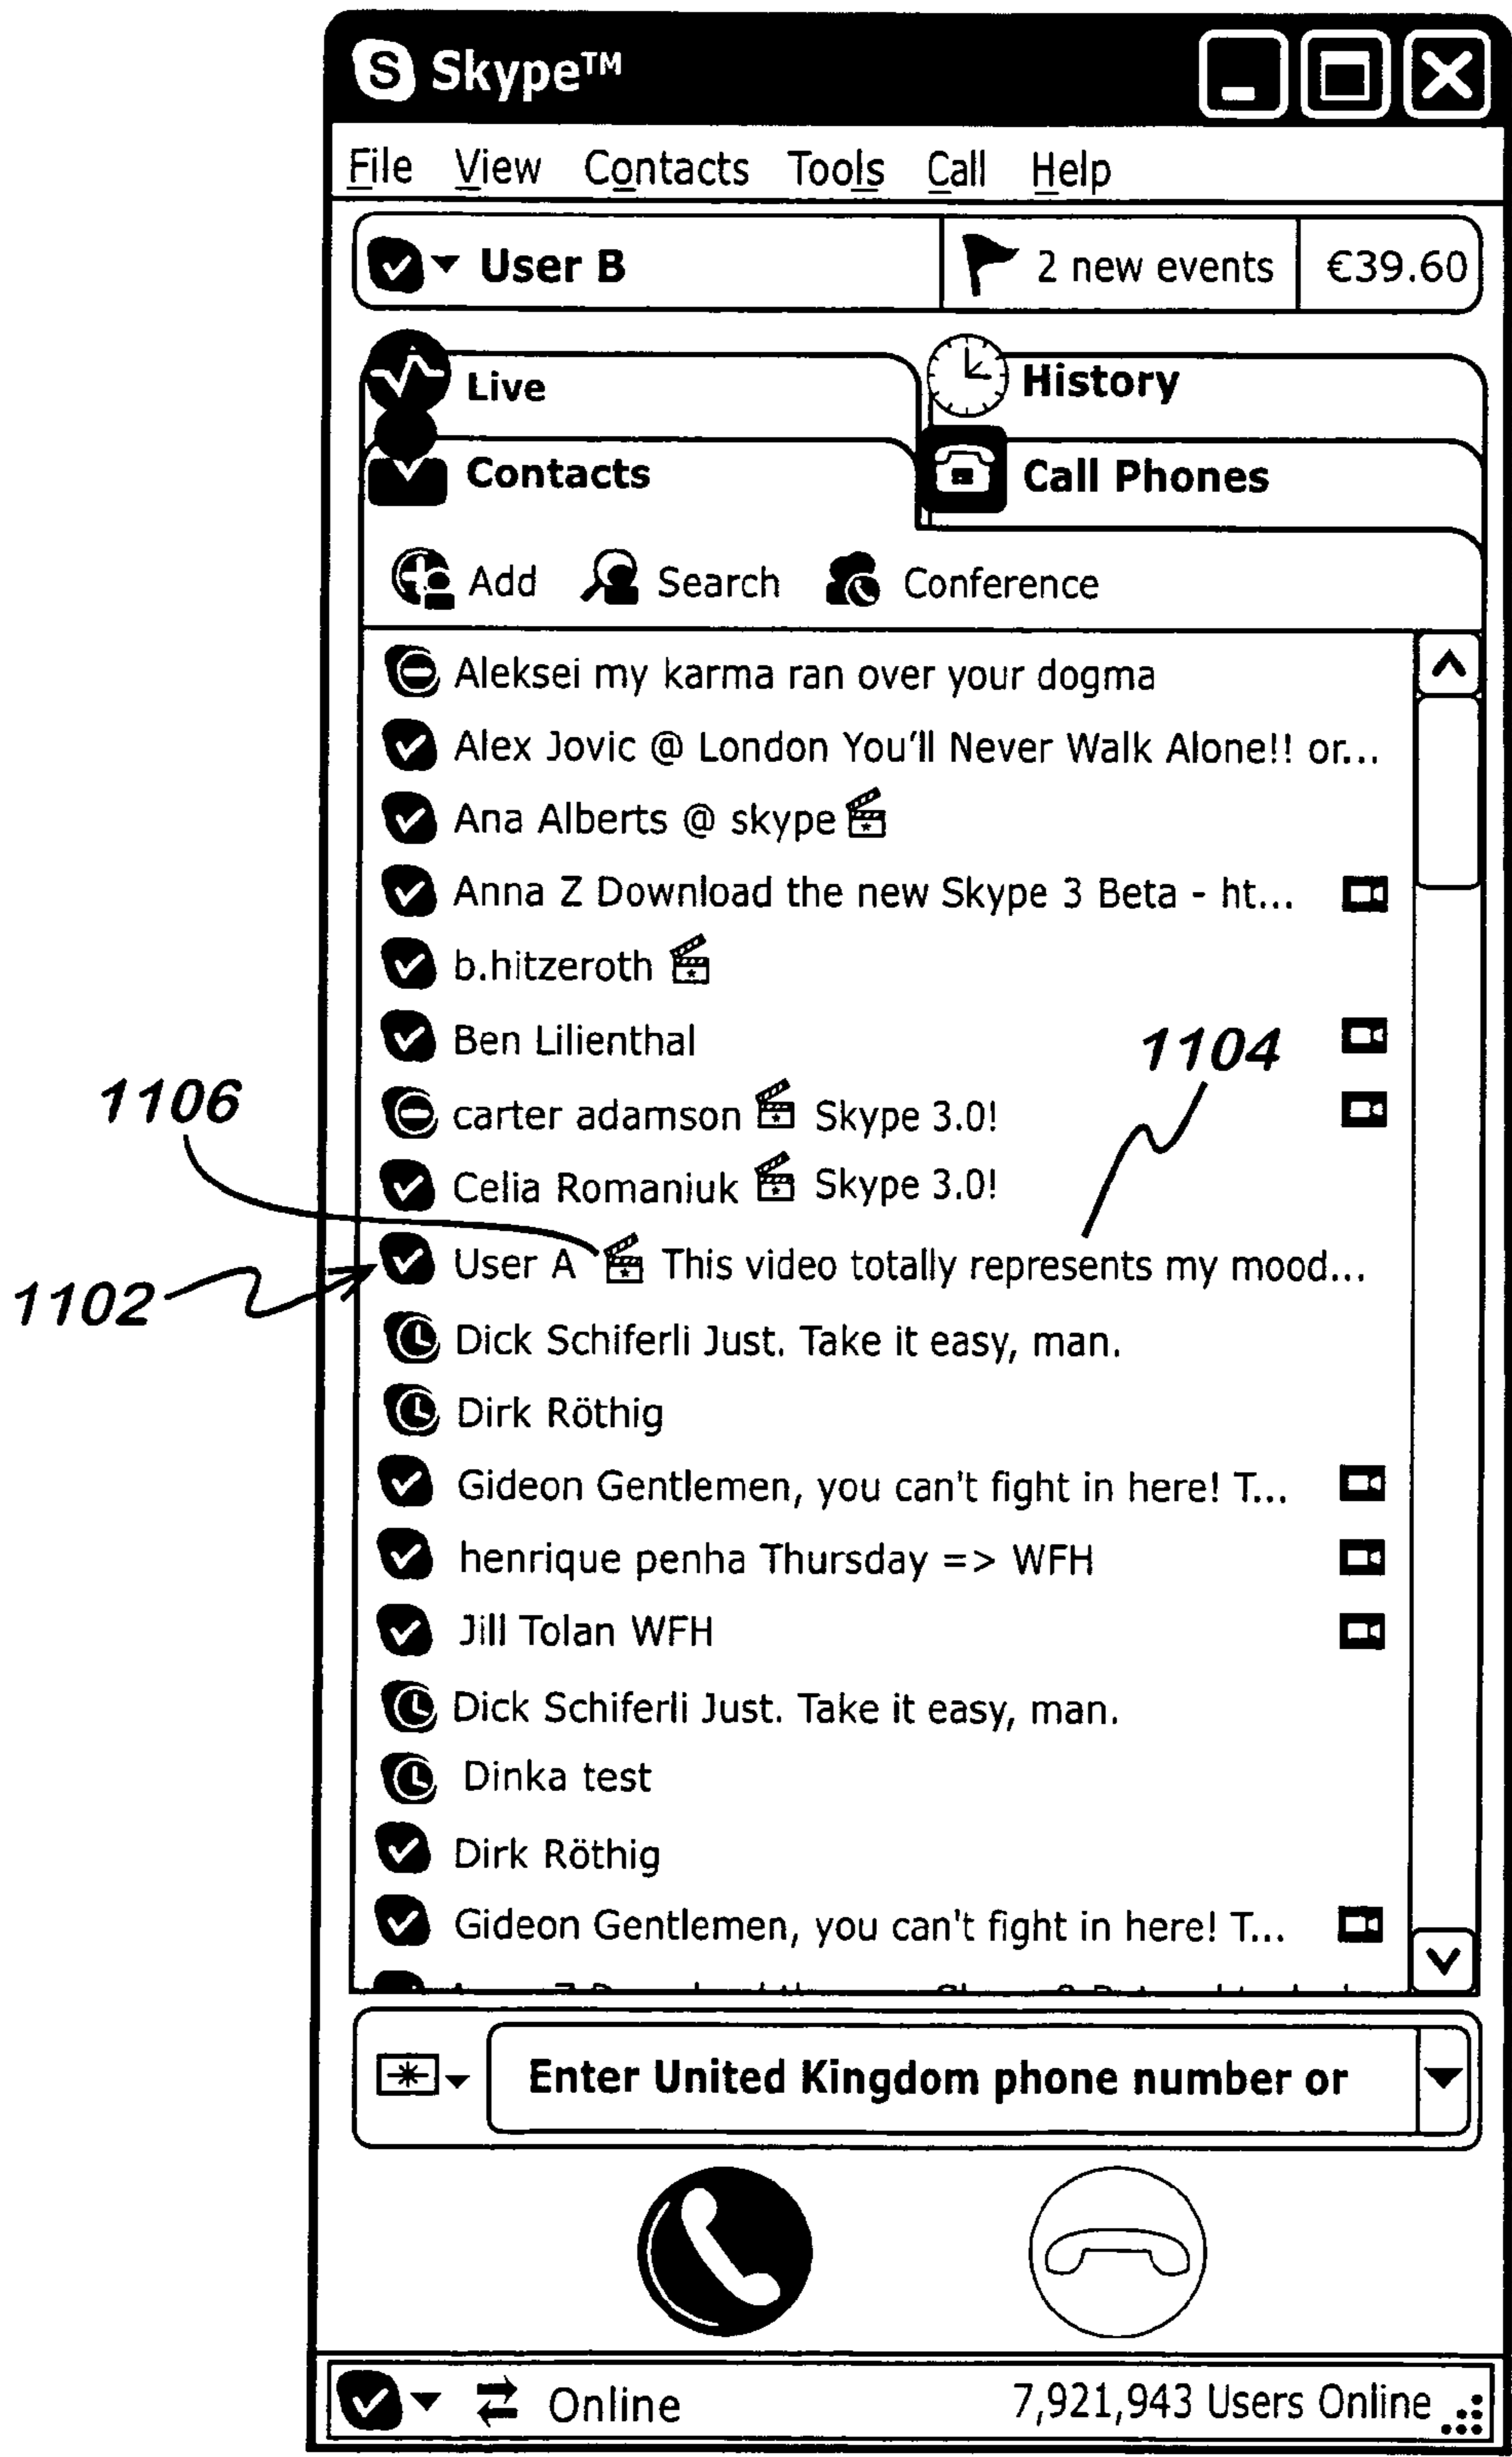 Skype™
File View Contacts Tools Call Help
User B 2 new events €39.60
Live History
Contacts Call Phones
Add Search Conference
Aleksei my karma ran over your dogma
Alex Jovic @ London You'll Never Walk Alone!! or...
Ana Alberts @ skype
Anna Z Download the new Skype 3 Beta - ht...
b.hitzeroth
Ben Lilienthal
1104
1106
carter adamson Skype 3.0!
Celia Romaniuk Skype 3.0!
User A This video totally represents my mood...
1102
Dick Schiferli Just. Take it easy, man.
Dirk Röthig
Gideon Gentlemen, you can't fight in here! T...
henrique penha Thursday => WFH
Jill Tolan WFH
Dick Schiferli Just. Take it easy, man.
Dinka test
Dirk Röthig
Gideon Gentlemen, you can't fight in here! T...
Enter United Kingdom phone number or
Online 7,921,943 Users Online